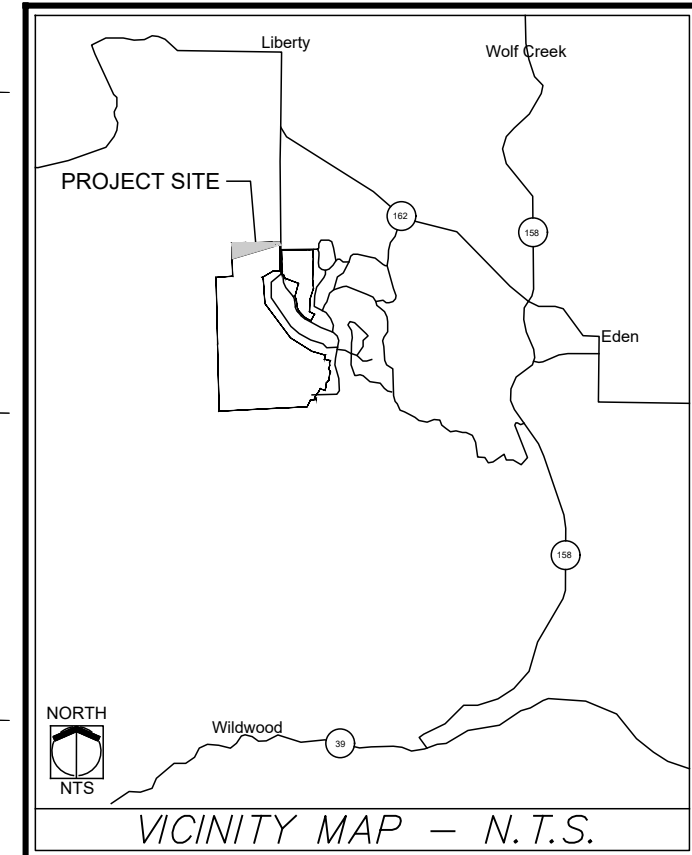 Liberty
Wolf Creek
PROJECT SITE
162
158
Eden
158
NORTH
NTS
Wildwood
39
VICINITY MAP - N.T.S.